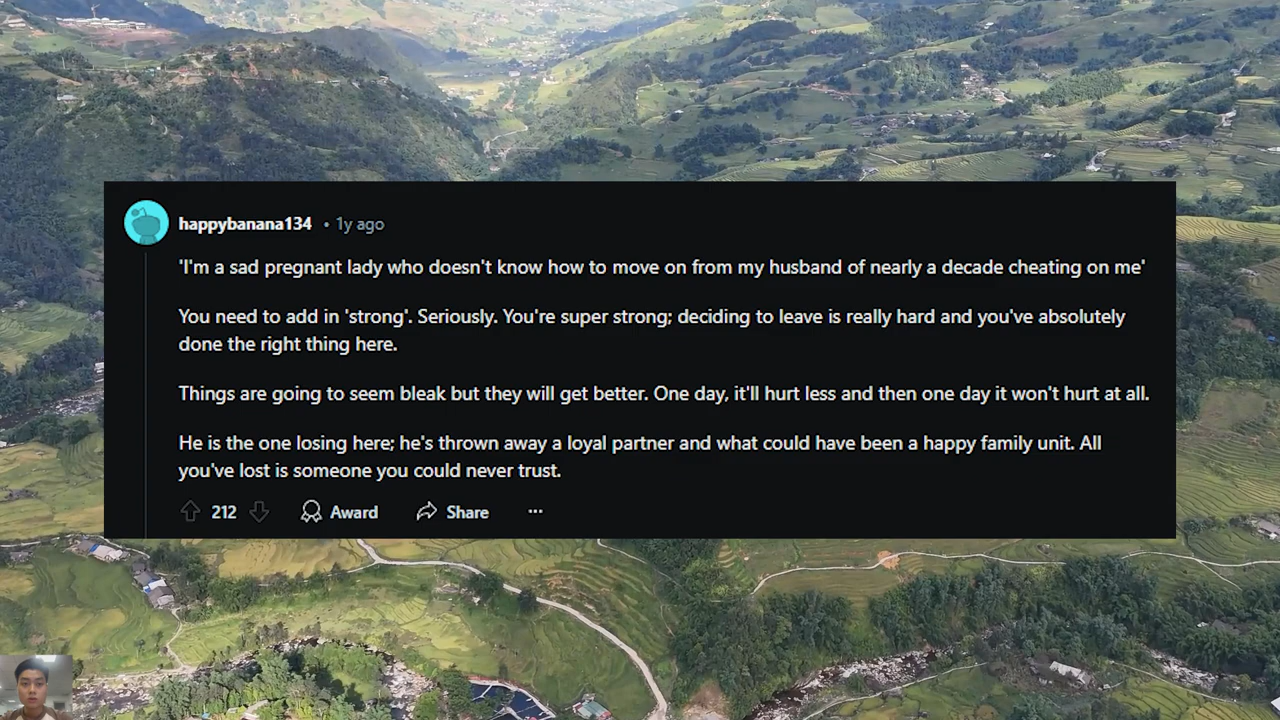 happybanana134 • 1y ago
'I'm a sad pregnant lady who doesn't know how to move on from my husband of nearly a decade cheating on me'
You need to add in 'strong'. Seriously. You're super strong; deciding to leave is really hard and you've absolutely
done the right thing here.
Things are going to seem bleak but they will get better. One day, it'll hurt less and then one day it won't hurt at all.
He is the one losing here; he's thrown away a loyal partner and what could have been a happy family unit. All
you've lost is someone you could never trust.
212 Award Share ...